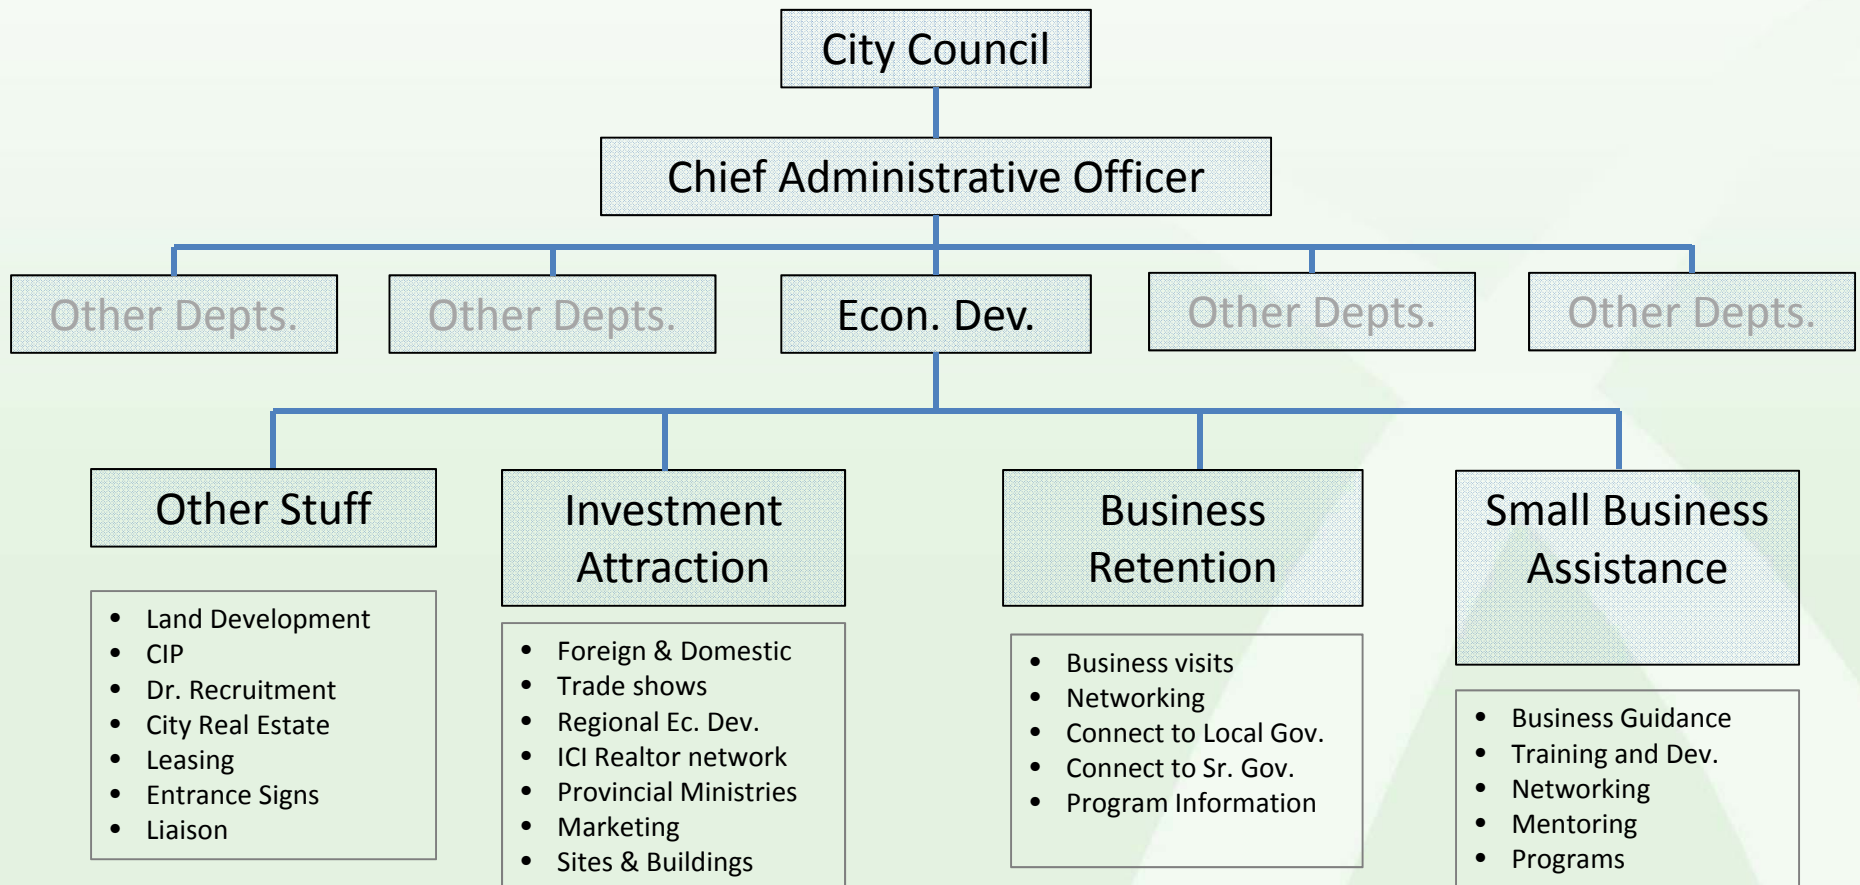 City Council
Chief Administrative Officer
Other Depts.
Other Depts.
Econ. Dev.
Other Depts.
Other Depts.
Other Stuff
• Land Development
• CIP
• Dr. Recruitment
• City Real Estate
• Leasing
• Entrance Signs
• Liaison
Investment
Attraction
• Foreign & Domestic
• Trade shows
• Regional Ec. Dev.
• ICI Realtor network
• Provincial Ministries
• Marketing
• Sites & Buildings
Business
Retention
• Business visits
• Networking
• Connect to Local Gov.
• Connect to Sr. Gov.
• Program Information
Small Business
Assistance
• Business Guidance
• Training and Dev.
• Networking
• Mentoring
• Programs